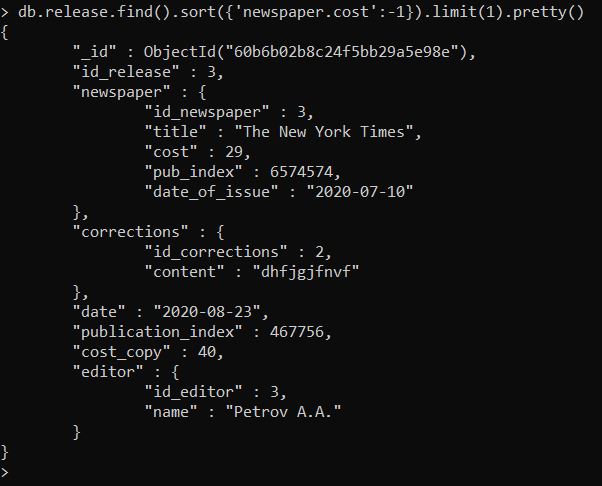 > db.release.find().sort({'newspaper.cost':-1}).limit(1).pretty()
{
        "_id" : ObjectId("60b6b02b8c24f5bb29a5e98e"),
        "id_release" : 3,
        "newspaper" : {
                "id_newspaper" : 3,
                "title" : "The New York Times",
                "cost" : 29,
                "pub_index" : 6574574,
                "date_of_issue" : "2020-07-10"
        },
        "corrections" : {
                "id_corrections" : 2,
                "content" : "dhfjgjfnvf"
        },
        "date" : "2020-08-23",
        "publication_index" : 467756,
        "cost_copy" : 40,
        "editor" : {
                "id_editor" : 3,
                "name" : "Petrov A.A."
        }
}
>